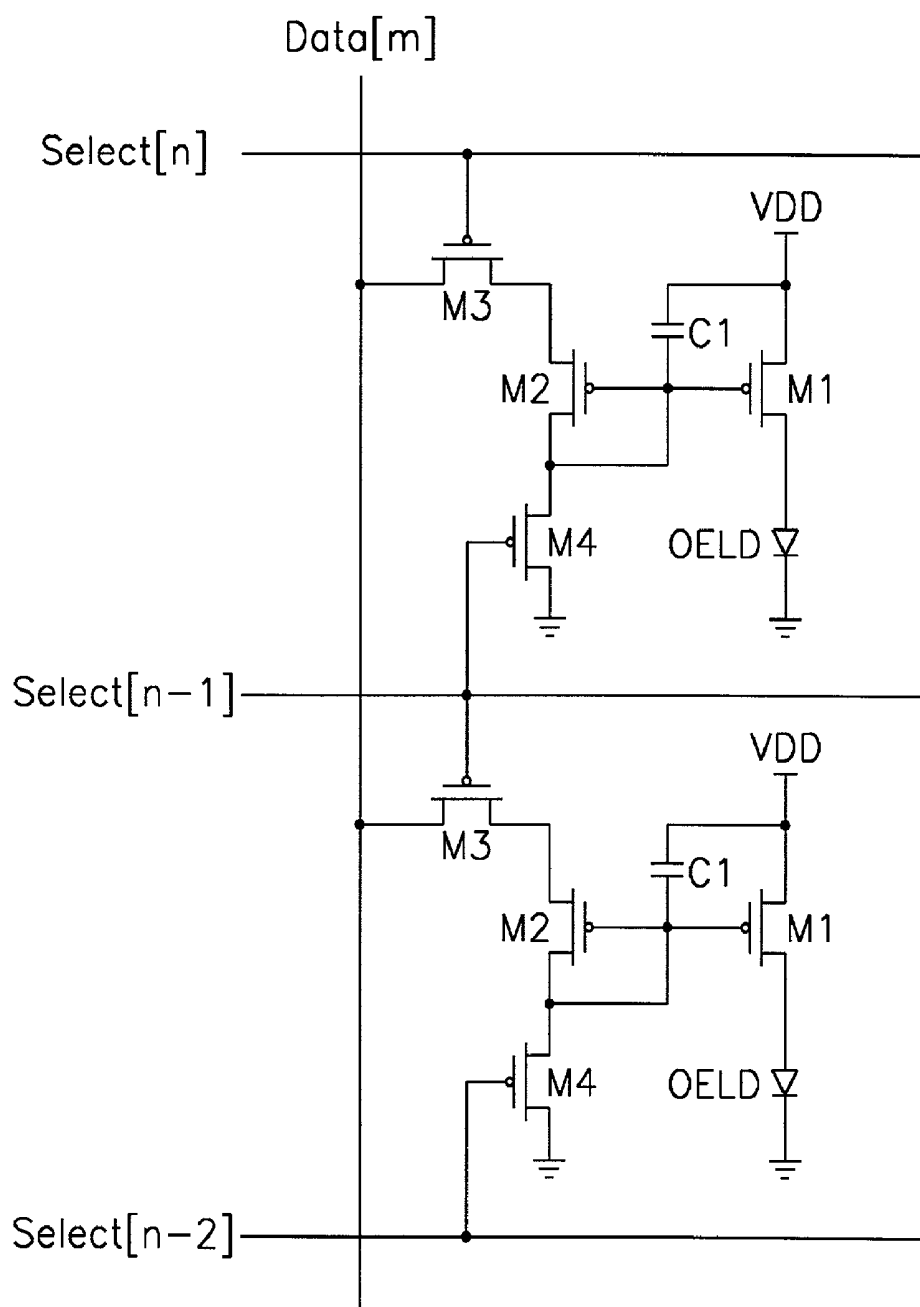 Data[m]
Select[n]
VDD
M3
C1
M2
M1
M4
OELD
Select[n-1]
VDD
M3
C1
M2
M1
M4
OELD
Select[n-2]